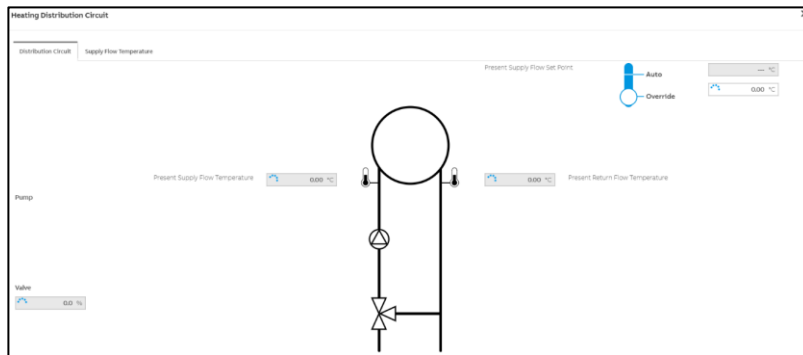 Heating Distribution Circuit
Distribution Circuit Supply Flow Temperature
Present Supply Flow Set Point Auto — °C
Override 0.00 °C
Present Supply Flow Temperature 0.00 °C 0.00 °C Present Return Flow Temperature
Pump
Valve
0.0 %